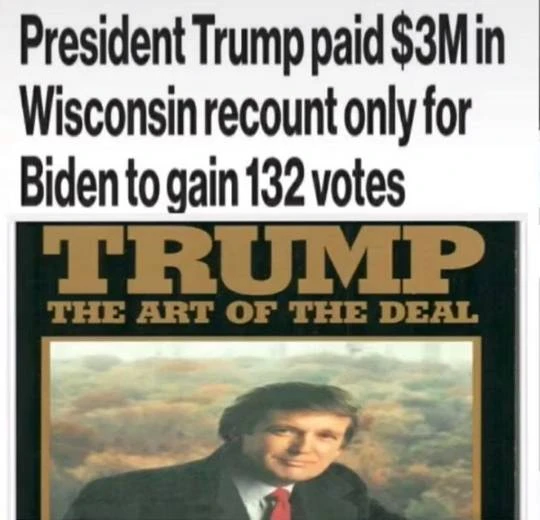 President Trump paid $3M in
Wisconsin recount only for
Biden to gain 132 votes
TRUMP
THE ART OF THE DEAL